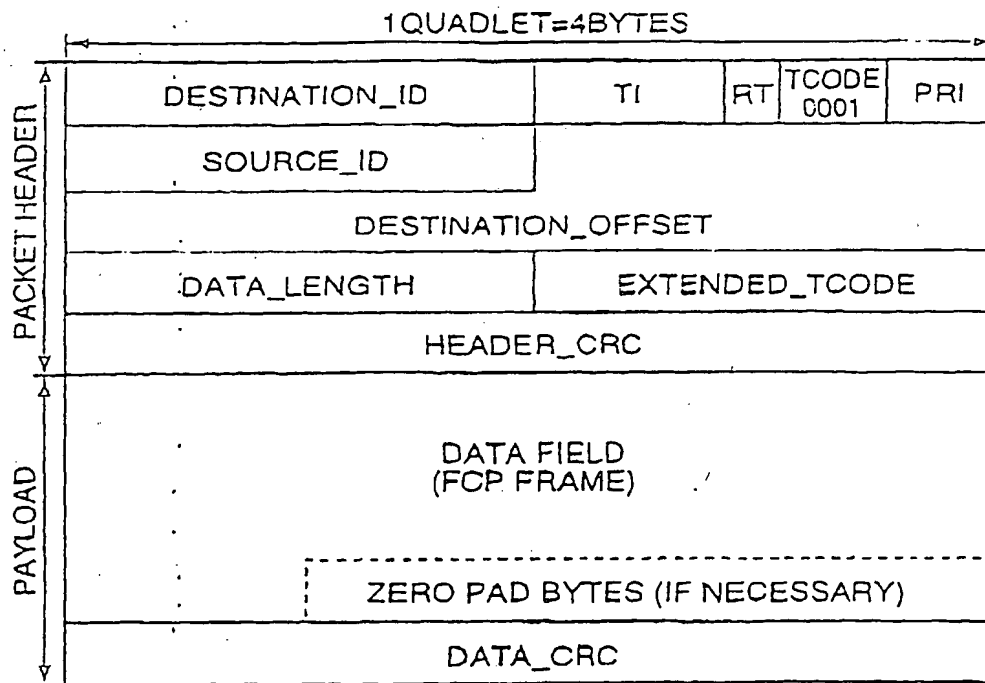 1QUADLET=4BYTES
PACKET HEADER
DESTINATION_ID
TI
RT
TCODE
0001
PRI
SOURCE_ID
DESTINATION_OFFSET
DATA_LENGTH
EXTENDED_TCODE
HEADER_CRC
PAYLOAD
DATA FIELD
(FCP FRAME)
ZERO PAD BYTES (IF NECESSARY)
DATA_CRC